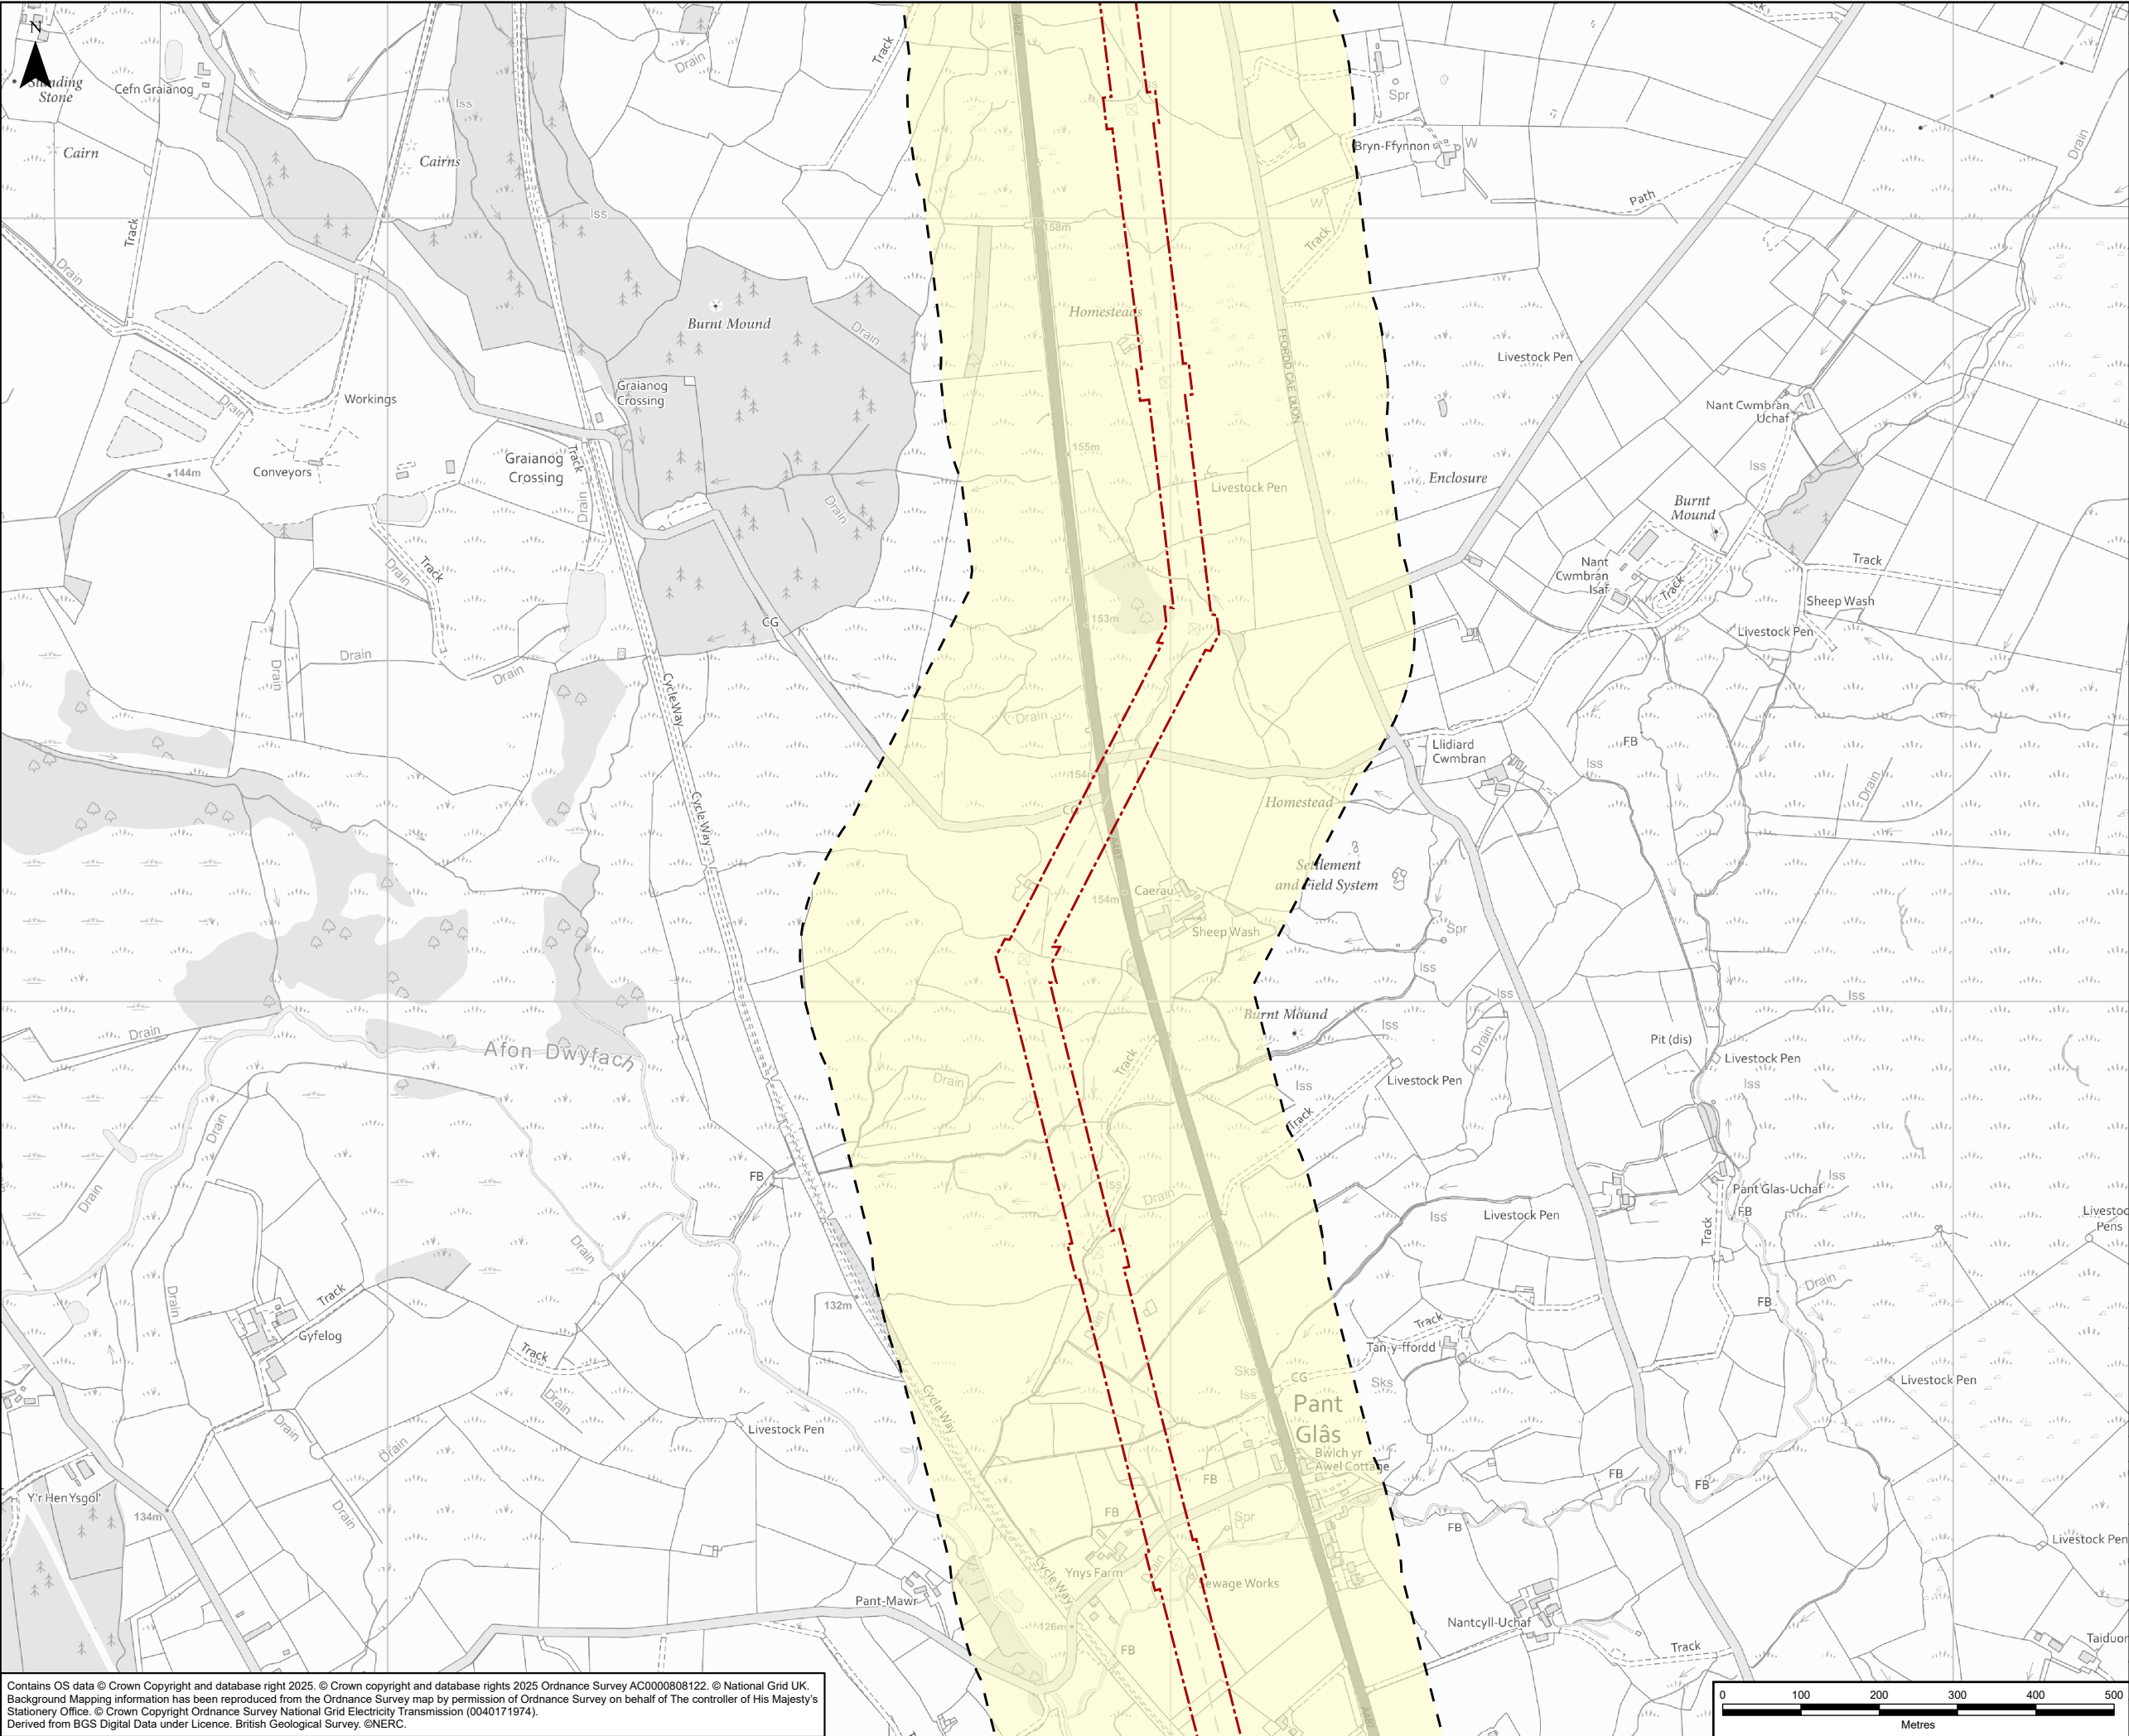 N
A487
Track
Drain
Standing
Stone
Cefn Graianog
Iss
Iss
Spr
Drain
Cairn
Cairns
Bryn-Ffynnon
W
Path
Iss
W
Track
158m
Track
Drain
Homesteads
Burnt Mound
Drain
FFORDD CAE DUON
Livestock Pen
Graianog
Crossing
Workings
Drain
Nant Cwmbran
Uchaf
155m
Graianog
Crossing
Track
144m
Conveyors
Enclosure
Iss
Livestock Pen
Drain
Drain
Burnt
Mound
Track
Drain
Nant
Cwmbran
Isaf
Track
Track
Sheep Wash
153m
CG
Livestock Pen
Drain
Drain
Drain
Cycle Way
Drain
Llidiard
Cwmbran
FB
Iss
154m
Drain
CG
Homestead
Cycle Way
A487
Settlement
and Field System
Caerau
154m
Sheep Wash
Spr
Iss
Iss
Iss
Burnt Mound
Iss
Drain
Afon Dwyfach
Drain
Pit (dis)
Livestock Pen
Track
Drain
Iss
Livestock Pen
Iss
Track
Drain
FB
Iss
Drain
Iss
Pant Glas-Uchaf
Drain
Iss
Livestock Pen
FB
Pens
Track
Drain
Drain
Drain
FB
132m
Track
Gyfelog
Drain
Track
Tan-y-ffordd
Track
Sks
CG
Sks
Iss
Livestock Pen
Cycle Way
Drain
Pant
Glâs
Drain
Drain
Livestock Pen
Bwlch yr
Awel Cottage
FB
FB
FB
Y'r Hen Ysgol
134m
Drain
FB
Spr
FB
Livestock Pen
Drain
Ynys Farm
Sewage Works
Cycle Way
Pant-Mawr
Nantcyll-Uchaf
126m
FB
Track
Track
A487
Contains OS data © Crown Copyright and database right 2025. © Crown copyright and database rights 2025 Ordnance Survey AC0000808122. © National Grid UK.
Background Mapping information has been reproduced from the Ordnance Survey map by permission of Ordnance Survey on behalf of The controller of His Majesty's
Stationery Office. © Crown Copyright Ordnance Survey National Grid Electricity Transmission (0040171974).
Derived from BGS Digital Data under Licence. British Geological Survey. ©NERC.
0 100 200 300 400 500
Metres